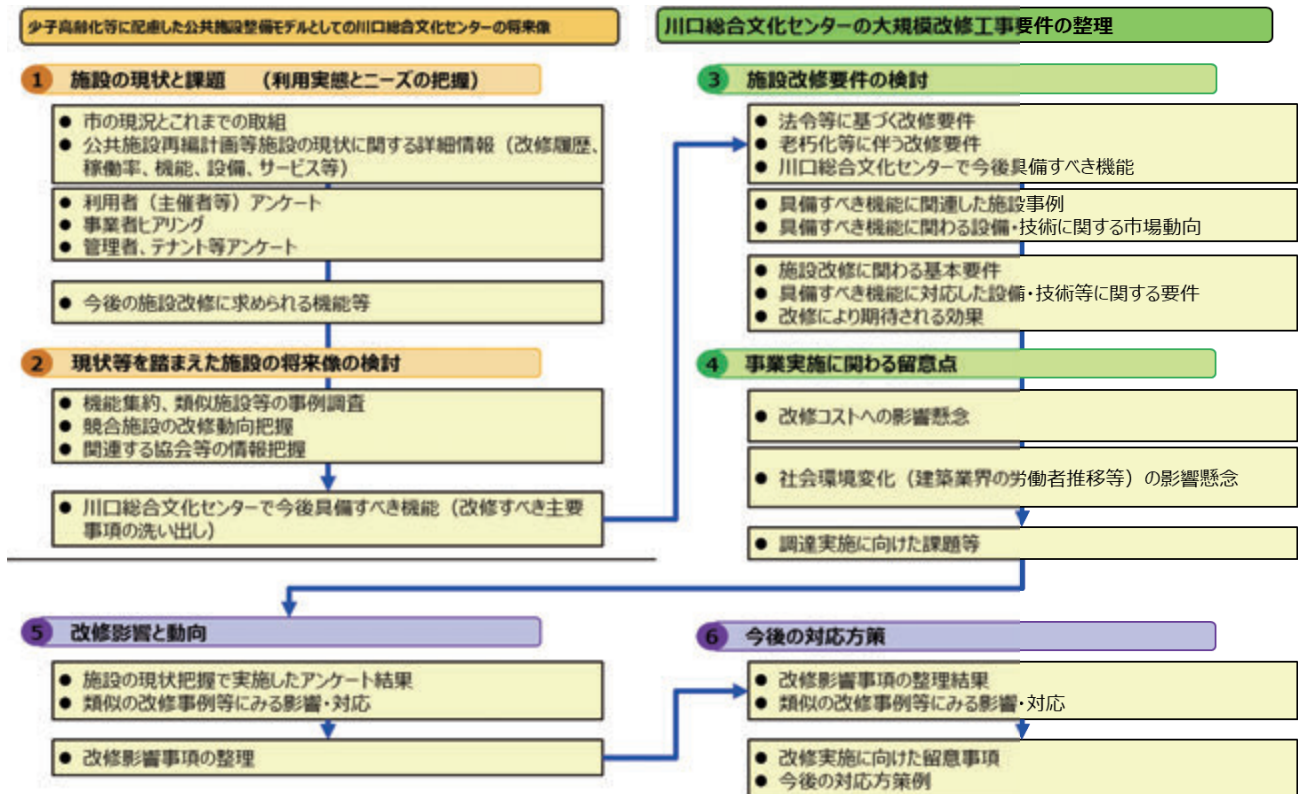 少子高齢化等に配慮した公共施設整備モデルとしての川口総合文化センターの将来像
1 施設の現状と課題 （利用実態とニーズの把握）
● 市の現況とこれまでの取組
● 公共施設再編計画等施設の現状に関する詳細情報（改修履歴、
稼働率、機能、設備、サービス等）
● 利用者（主催者等）アンケート
● 事業者ヒアリング
● 管理者、テナント等アンケート
● 今後の施設改修に求められる機能等
2 現状等を踏まえた施設の将来像の検討
● 機能集約、類似施設等の事例調査
● 競合施設の改修動向把握
● 関連する協会等の情報把握
● 川口総合文化センターで今後具備すべき機能（改修すべき主要
事項の洗い出し）
川口総合文化センターの大規模改修工事要件の整理
3 施設改修要件の検討
● 法令等に基づく改修要件
● 老朽化等に伴う改修要件
● 川口総合文化センターで今後具備すべき機能
● 具備すべき機能に関連した施設事例
● 具備すべき機能に関わる設備・技術に関する市場動向
● 施設改修に関わる基本要件
● 具備すべき機能に対応した設備・技術等に関する要件
● 改修により期待される効果
4 事業実施に関わる留意点
● 改修コストへの影響懸念
● 社会環境変化（建築業界の労働者推移等）の影響懸念
● 調達実施に向けた課題等
5 改修影響と動向
● 施設の現状把握で実施したアンケート結果
● 類似の改修事例等にみる影響・対応
● 改修影響事項の整理
6 今後の対応方策
● 改修影響事項の整理結果
● 類似の改修事例等にみる影響・対応
● 改修実施に向けた留意事項
● 今後の対応方策例